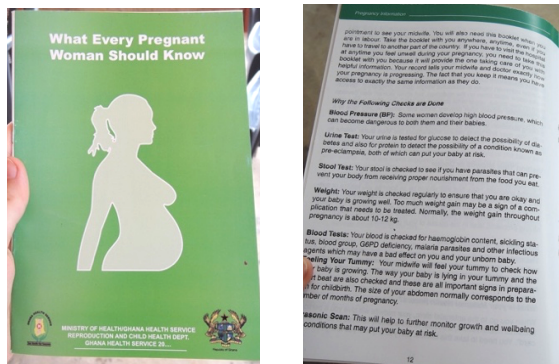 What Every Pregnant
Woman Should Know
MINISTRY OF HEALTH/GHANA HEALTH SERVICE
REPRODUCTION AND CHILD HEALTH DEPT.
GHANA HEALTH SERVICE 20...
Pregnancy Information
pointment to see your midwife. You will also need this booklet when you
are in labour. Take the booklet with you anywhere, anytime, even if you
have to travel to another part of the country. If you have to visit the hospital
at anytime you feel unwell during your pregnancy, you need to take this
booklet with you because it will provide the one taking care of you with
helpful information. Your record tells your midwife and doctor exactly how
your pregnancy is progressing. The fact that you keep it means you have
access to exactly the same information as they do.
Why the Following Checks are Done
Blood Pressure (BP): Some women develop high blood pressure, which
can become dangerous to both them and their babies.
Urine Test: Your urine is tested for glucose to detect the possibility of dia-
betes and also for protein to detect the possibility of a condition known as
pre-eclampsia, both of which can put your baby at risk.
Stool Test: Your stool is checked to see if you have parasites that can pre-
vent your body from receiving proper nourishment from the food you eat.
Weight: Your weight is checked regularly to ensure that you are okay and
your baby is growing well. Too much weight gain may be a sign of a com-
plication that needs to be treated. Normally, the weight gain throughout
pregnancy is about 10-12 kg.
Blood Tests: Your blood is checked for haemoglobin content, sickling sta-
tus, blood group, G6PD deficiency, malaria parasites and other infectious
agents which may have a bad effect on you and your unborn baby.
eeling Your Tummy: Your midwife will feel your tummy to check how
baby is growing. The way your baby is lying in your tummy and the
t beat are also checked and these are all important signs in prepara-
n for childbirth. The size of your abdomen normally corresponds to the
mber of months of pregnancy.
asonic Scan: This will help to further monitor growth and wellbeing
conditions that may put your baby at risk.
12